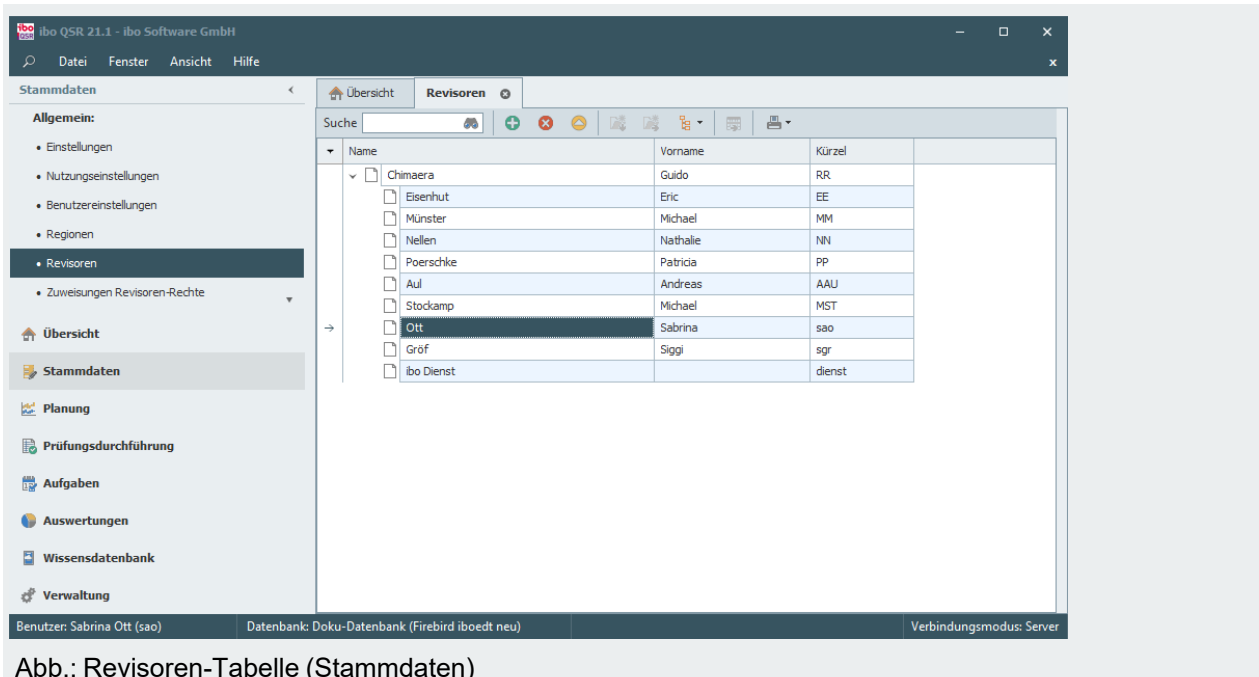 ibo QSR ibo QSR 21.1 - ibo Software GmbH
Datei Fenster Ansicht Hilfe
Stammdaten
Allgemein:
• Einstellungen
• Nutzungseinstellungen
• Benutzereinstellungen
• Regionen
• Revisoren
• Zuweisungen Revisoren-Rechte
Übersicht
Stammdaten
Planung
Prüfungsdurchführung
Aufgaben
Auswertungen
Wissensdatenbank
Verwaltung
Übersicht Revisoren
Suche
Name Vorname Kürzel
Chimaera Guido RR
Eisenhut Eric EE
Münster Michael MM
Nellen Nathalie NN
Poerschke Patricia PP
Aul Andreas AAU
Stockamp Michael MST
Ott Sabrina sao
Gröf Siggi sgr
ibo Dienst dienst
Benutzer: Sabrina Ott (sao) Datenbank: Doku-Datenbank (Firebird iboedt neu) Verbindungsmodus: Server
Abb.: Revisoren-Tabelle (Stammdaten)